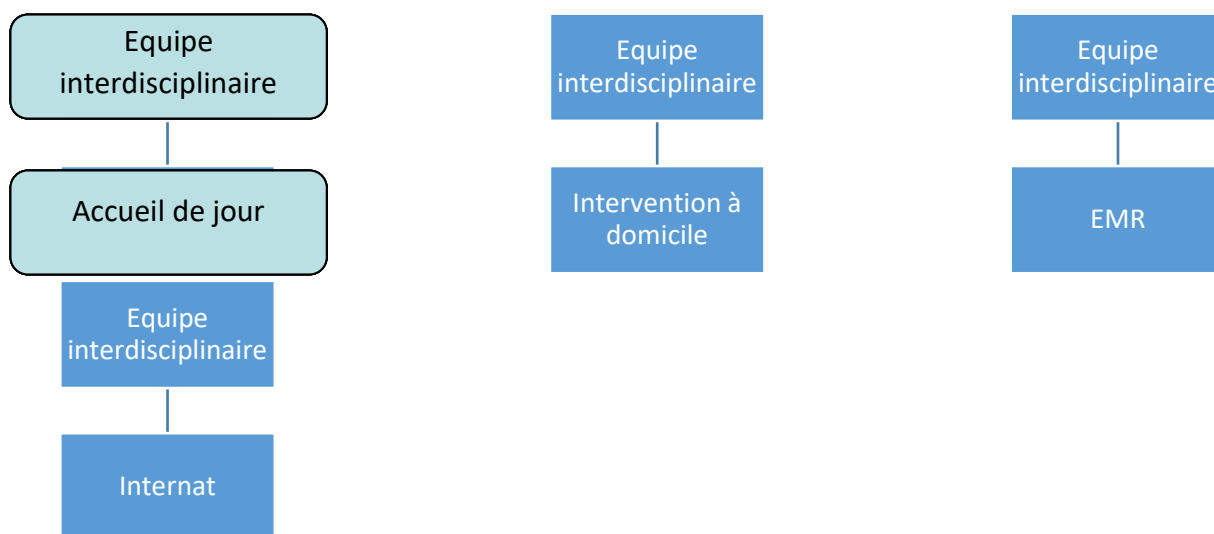 Equipe
interdisciplinaire
Accueil de jour
Equipe
interdisciplinaire
Internat
Equipe
interdisciplinaire
Intervention à
domicile
Equipe
interdisciplinaire
EMR